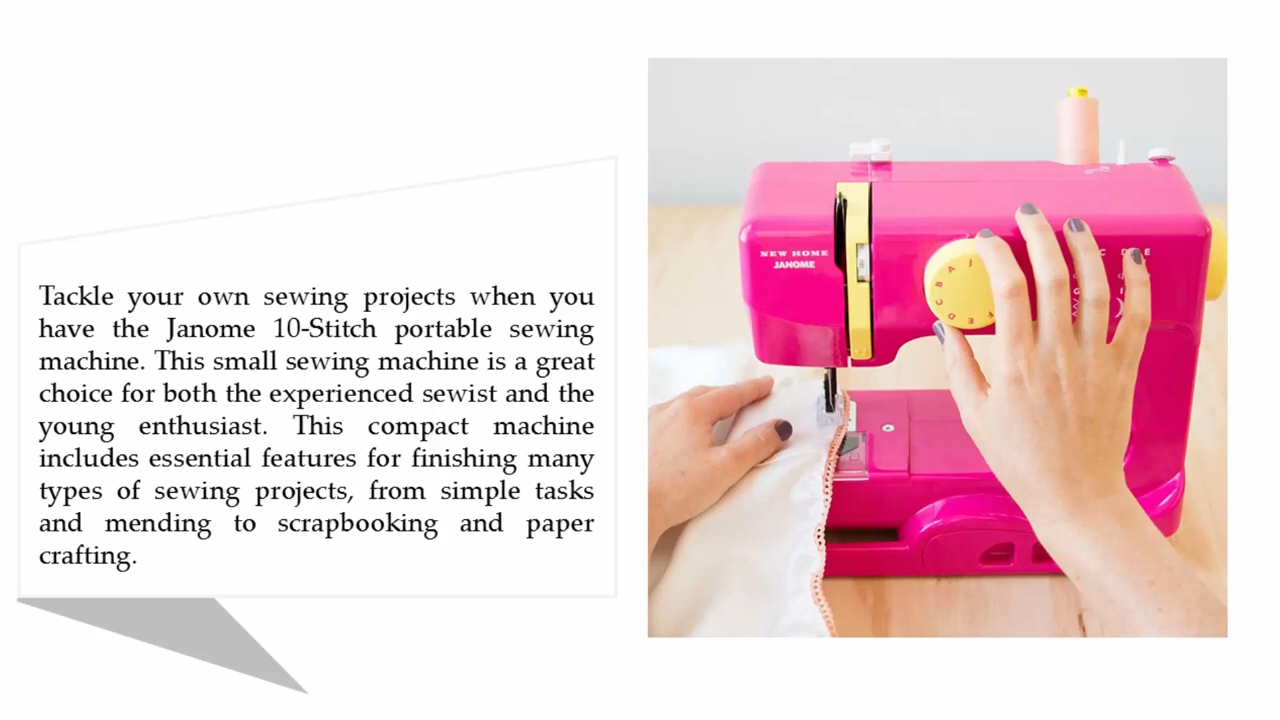 Tackle your own sewing projects when you
have the Janome 10-Stitch portable sewing
machine. This small sewing machine is a great
choice for both the experienced sewist and the
young enthusiast. This compact machine
includes essential features for finishing many
types of sewing projects, from simple tasks
and mending to scrapbooking and paper
crafting.
NEW HOME
JANOME
J
A
B
C
D
E
F
C D E